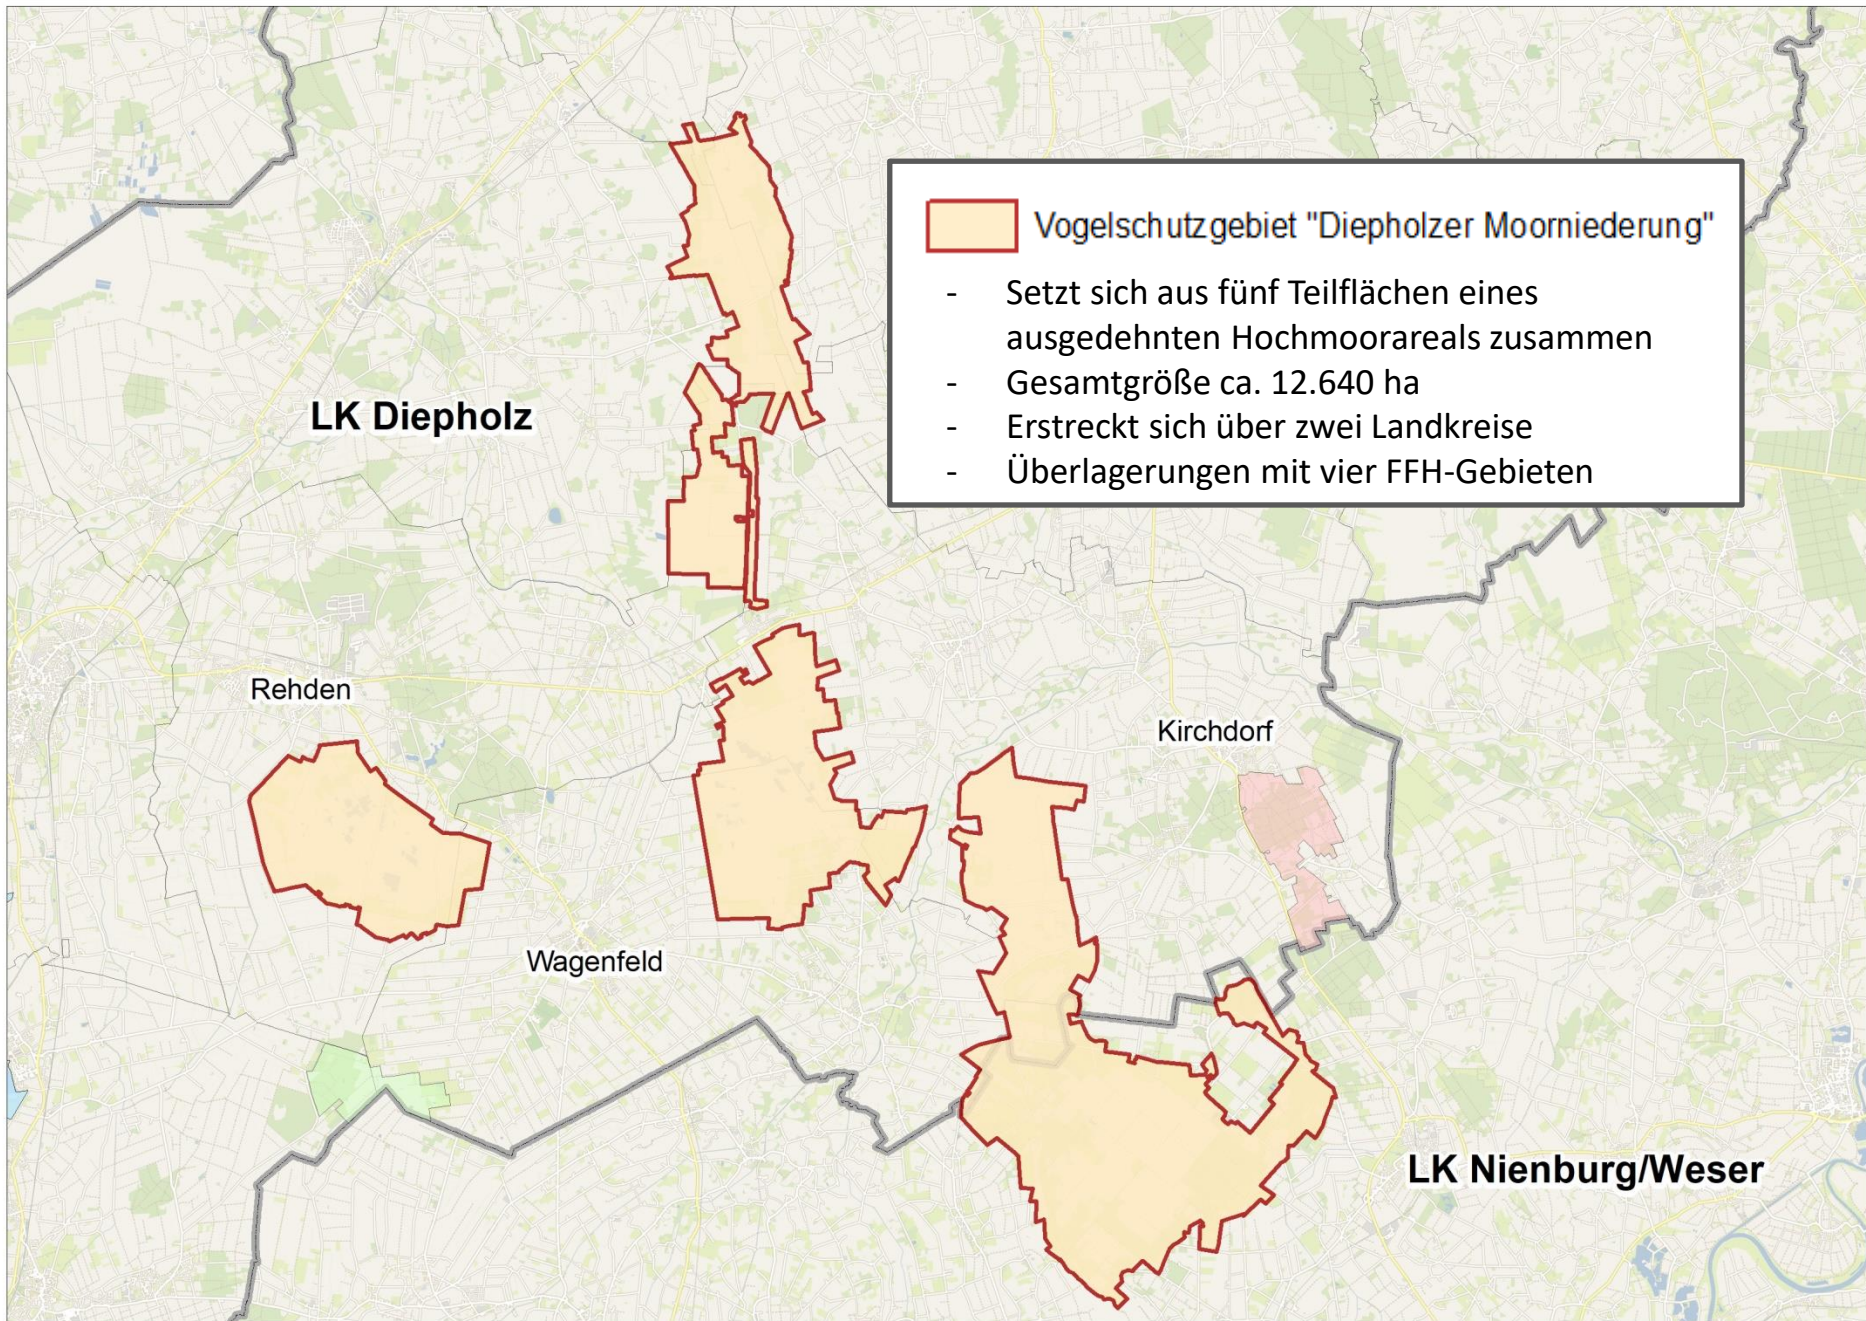 Vogelschutzgebiet "Diepholzer Moorniederung"
- Setzt sich aus fünf Teilflächen eines
ausgedehnten Hochmoorareals zusammen
- Gesamtgröße ca. 12.640 ha
- Erstreckt sich über zwei Landkreise
- Überlagerungen mit vier FFH-Gebieten
LK Diepholz
Rehden
Kirchdorf
Wagenfeld
LK Nienburg/Weser